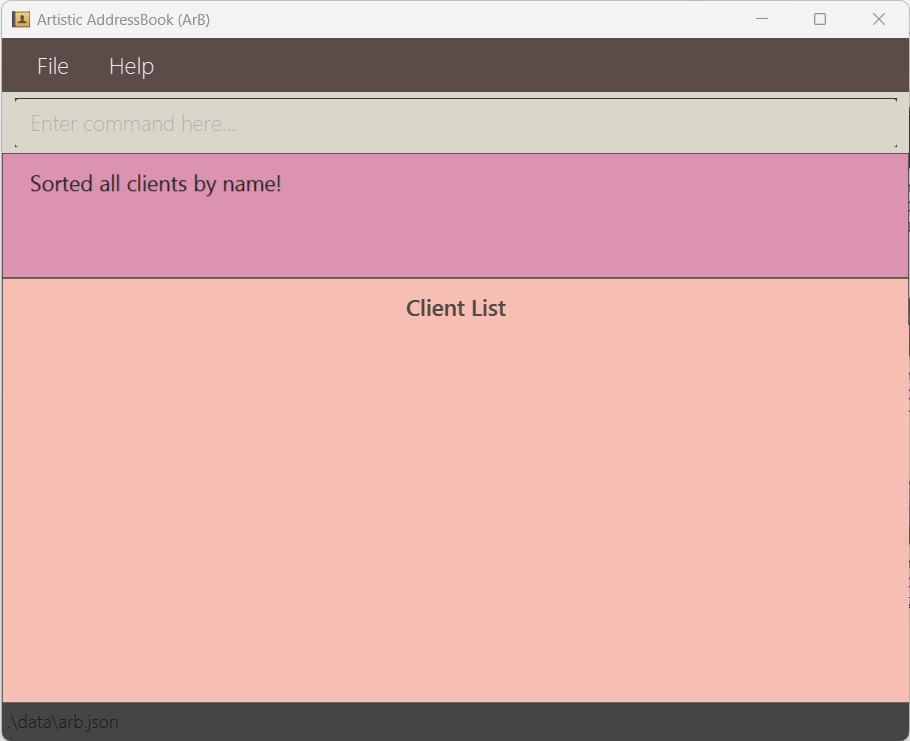 Artistic AddressBook (ArB)
File Help
Enter command here...
Sorted all clients by name!
Client List
.\data\arb.json